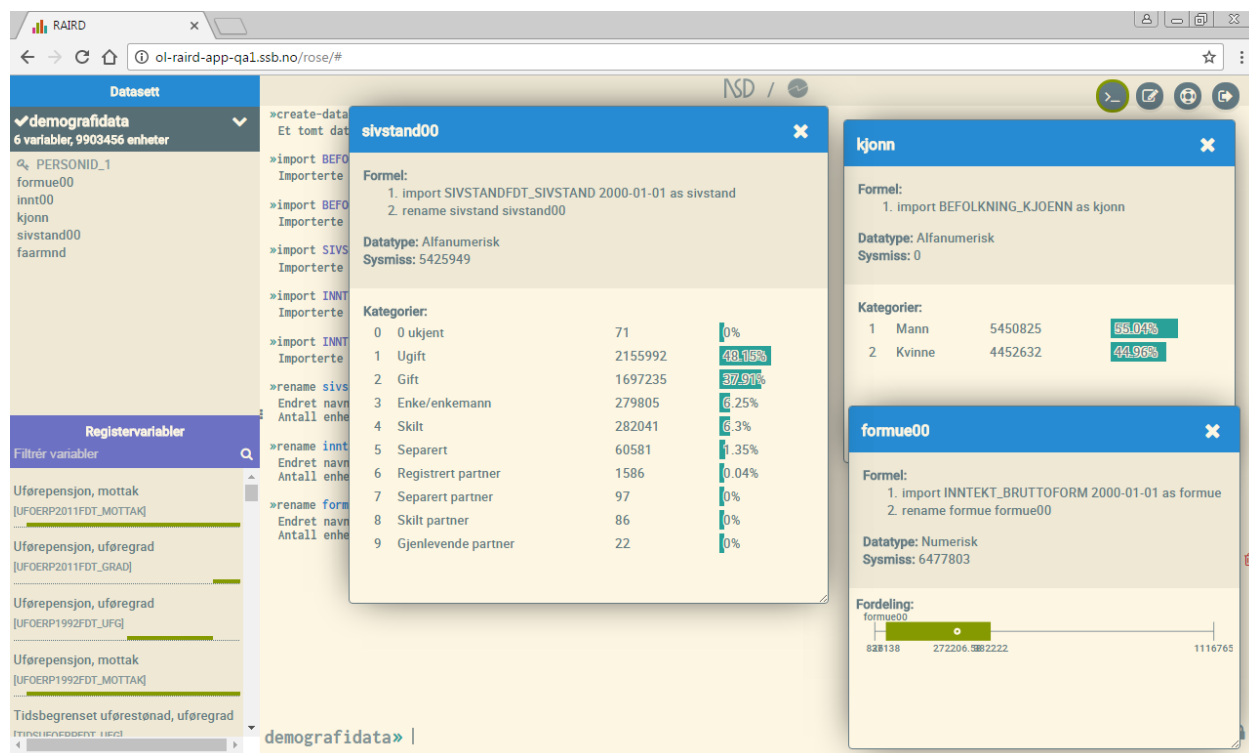 RAIRD
ol-raird-app-qa1.ssb.no/rose/#
Datasett
demografidata
6 variabler, 9903456 enheter
PERSONID_1
formue00
innt00
kjonn
sivstand00
faarmnd
Registervariabler
Filtrér variabler
Uførepensjon, mottak
[UFOERP2011FDT_MOTTAK]
Uførepensjon, uføregrad
[UFOERP2011FDT_GRAD]
Uførepensjon, uføregrad
[UFOERP1992FDT_UFG]
Uførepensjon, mottak
[UFOERP1992FDT_MOTTAK]
Tidsbegrenset uførestønad, uføregrad
NSD /
»create-data
Et tomt dat
»import BEFO
Importerte
»import BEFO
Importerte
»import SIVS
Importerte
»import INNT
Importerte
»import INNT
Importerte
»rename sivs
Endret navn
Antall enhe
»rename innt
Endret navn
Antall enhe
»rename form
Endret navn
Antall enhe
demografidata»
sivstand00
Formel:
1. import SIVSTANDFDT_SIVSTAND 2000-01-01 as sivstand
2. rename sivstand sivstand00
Datatype: Alfanumerisk
Sysmiss: 5425949
Kategorier:
0 0 ukjent 71 0%
1 Ugift 2155992 48.15%
2 Gift 1697235 37.91%
3 Enke/enkemann 279805 6.25%
4 Skilt 282041 6.3%
5 Separert 60581 1.35%
6 Registrert partner 1586 0.04%
7 Separert partner 97 0%
8 Skilt partner 86 0%
9 Gjenlevende partner 22 0%
kjonn
Formel:
1. import BEFOLKNING_KJOENN as kjonn
Datatype: Alfanumerisk
Sysmiss: 0
Kategorier:
1 Mann 5450825 55.04%
2 Kvinne 4452632 44.96%
formue00
Formel:
1. import INNTEKT_BRUTTOFORM 2000-01-01 as formue
2. rename formue formue00
Datatype: Numerisk
Sysmiss: 6477803
Fordeling:
formue00
1116765